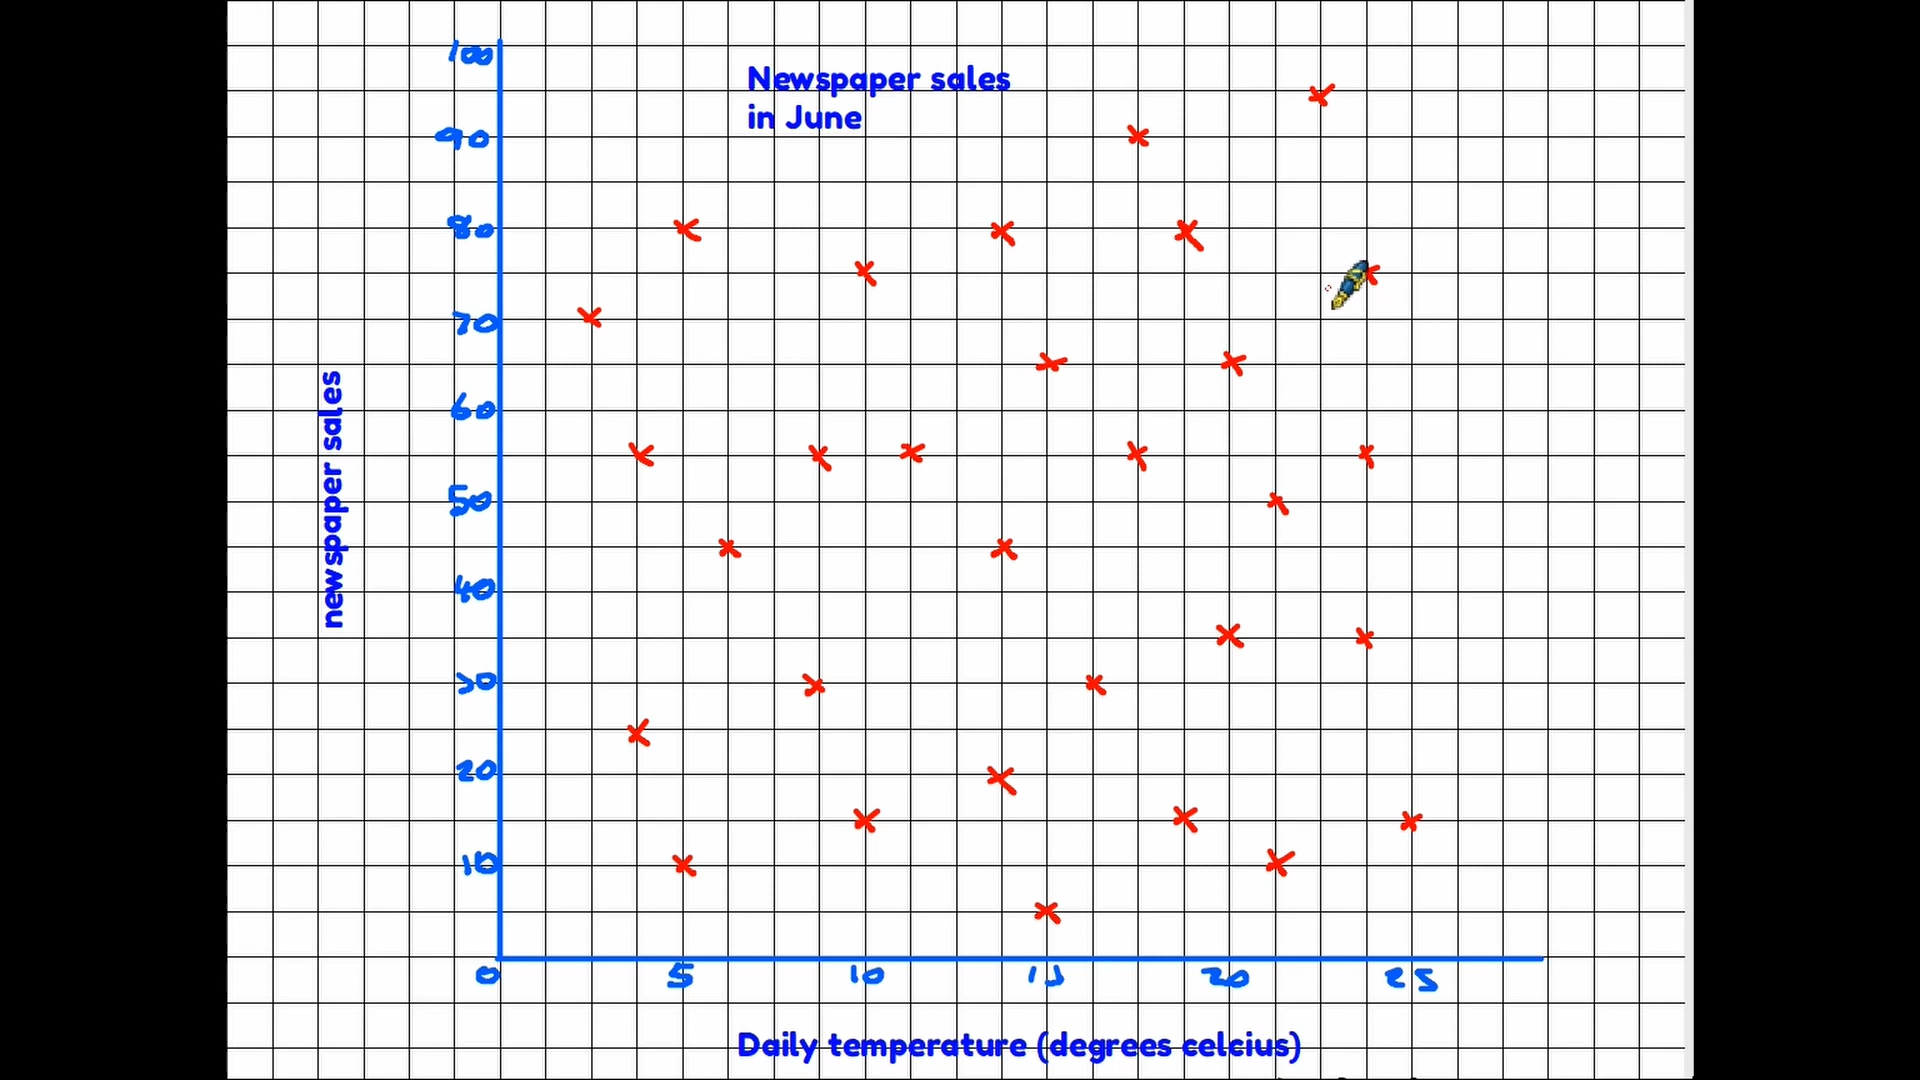 Newspaper sales
in June
100
90
80
70
60
50
40
30
20
10
newspaper sales
0 5 10 15 20 25
Daily temperature (degrees celcius)